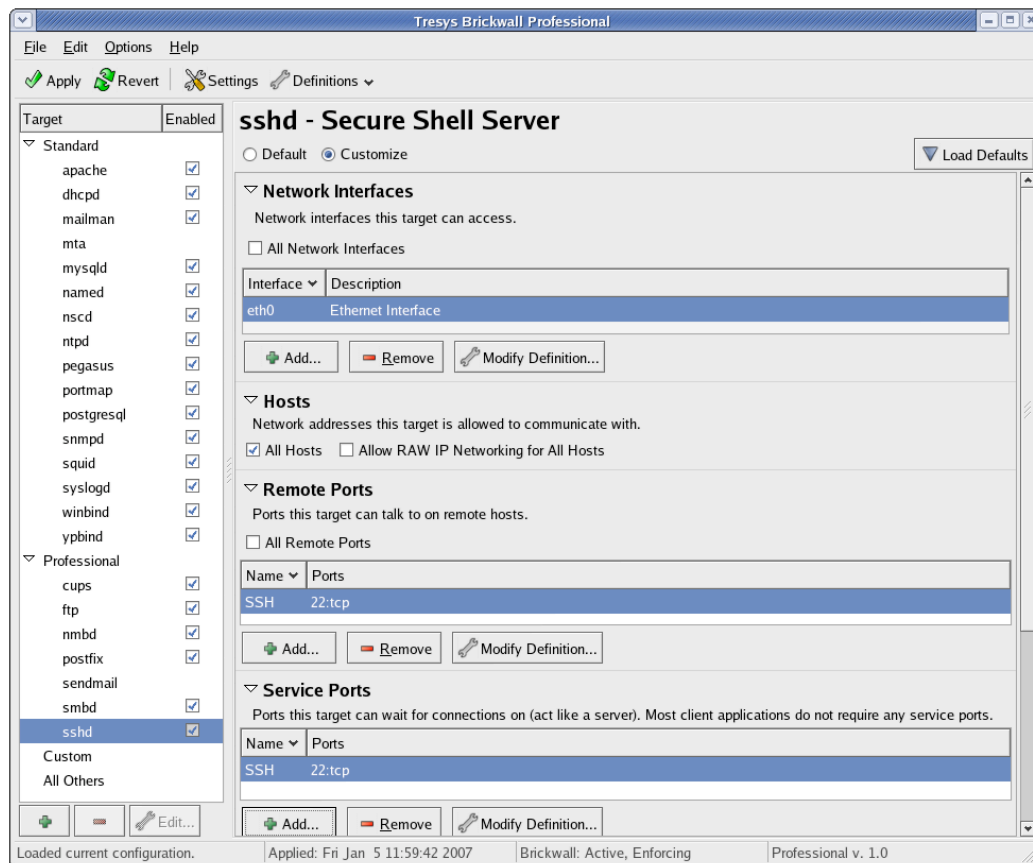 Tresys Brickwall Professional
File Edit Options Help
Apply Revert Settings Definitions
Target Enabled
Standard
apache
dhcpd
mailman
mta
mysqld
named
nscd
ntpd
pegasus
portmap
postgresql
snmpd
squid
syslogd
winbind
ypbind
Professional
cups
ftp
nmbd
postfix
sendmail
smbd
sshd
Custom
All Others
Edit...
sshd - Secure Shell Server
Default Customize Load Defaults
Network Interfaces
Network interfaces this target can access.
All Network Interfaces
Interface Description
eth0 Ethernet Interface
Add... Remove Modify Definition...
Hosts
Network addresses this target is allowed to communicate with.
All Hosts Allow RAW IP Networking for All Hosts
Remote Ports
Ports this target can talk to on remote hosts.
All Remote Ports
Name Ports
SSH 22:tcp
Add... Remove Modify Definition...
Service Ports
Ports this target can wait for connections on (act like a server). Most client applications do not require any service ports.
Name Ports
SSH 22:tcp
Add... Remove Modify Definition...
Loaded current configuration. Applied: Fri Jan 5 11:59:42 2007 Brickwall: Active, Enforcing Professional v. 1.0